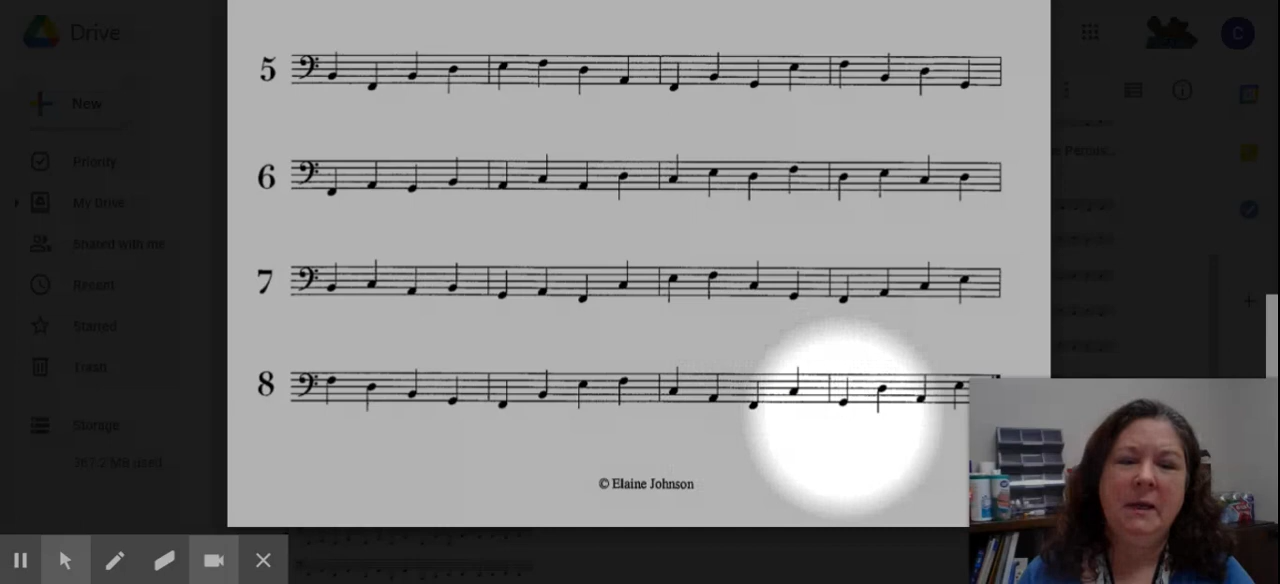 Drive
C
New
Priority
My Drive
Shared with me
Recent
Starred
Trash
Storage
5
6
7
8
© Elaine Johnson